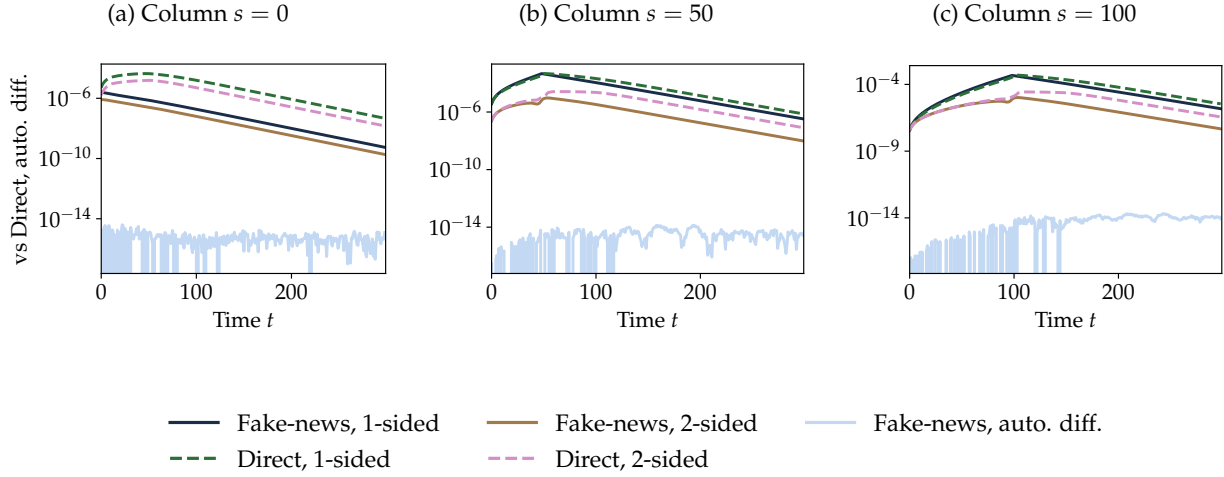 (a) Column s = 0
(b) Column s = 50
(c) Column s = 100
vs Direct, auto. diff.
10⁻⁶
10⁻¹⁰
10⁻¹⁴
0 100 200
Time t
10⁻⁶
10⁻¹⁰
10⁻¹⁴
0 100 200
Time t
10⁻⁴
10⁻⁹
10⁻¹⁴
0 100 200
Time t
Fake-news, 1-sided
Fake-news, 2-sided
Fake-news, auto. diff.
Direct, 1-sided
Direct, 2-sided